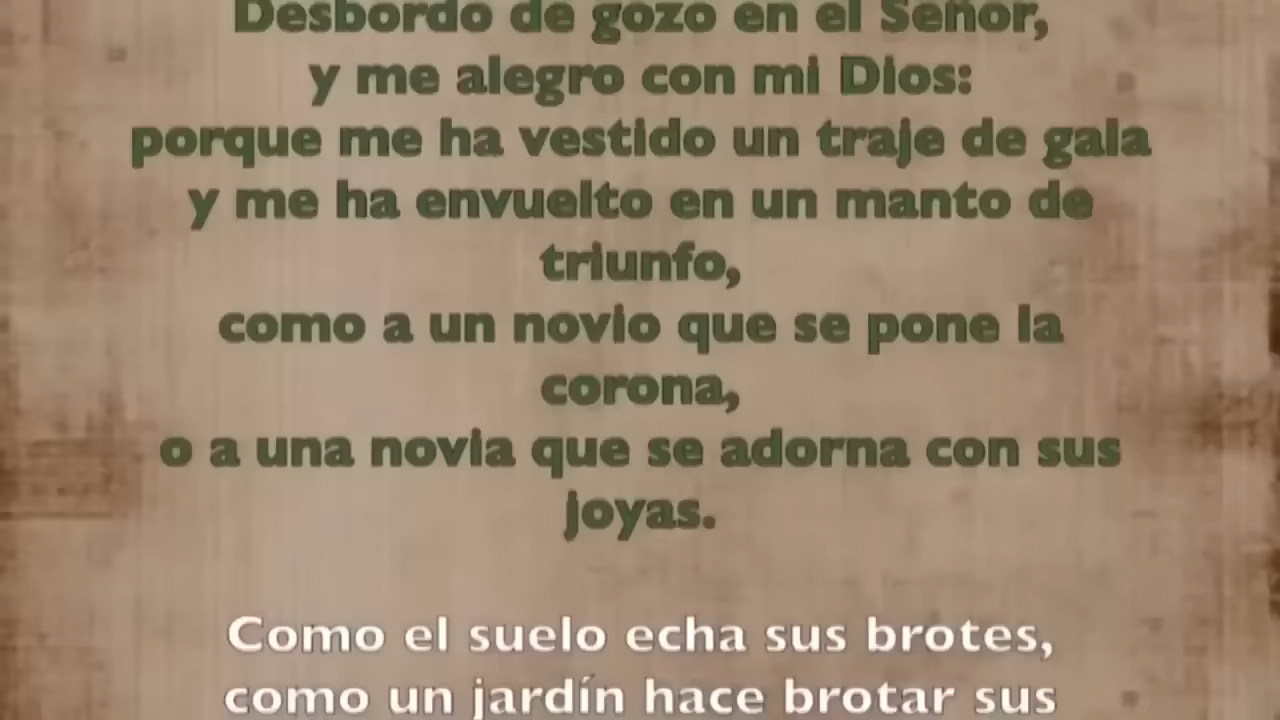 Desbordo de gozo en el Señor,
y me alegro con mi Dios:
porque me ha vestido un traje de gala
y me ha envuelto en un manto de
triunfo,
como a un novio que se pone la
corona,
o a una novia que se adorna con sus
joyas.
Como el suelo echa sus brotes,
como un jardín hace brotar sus